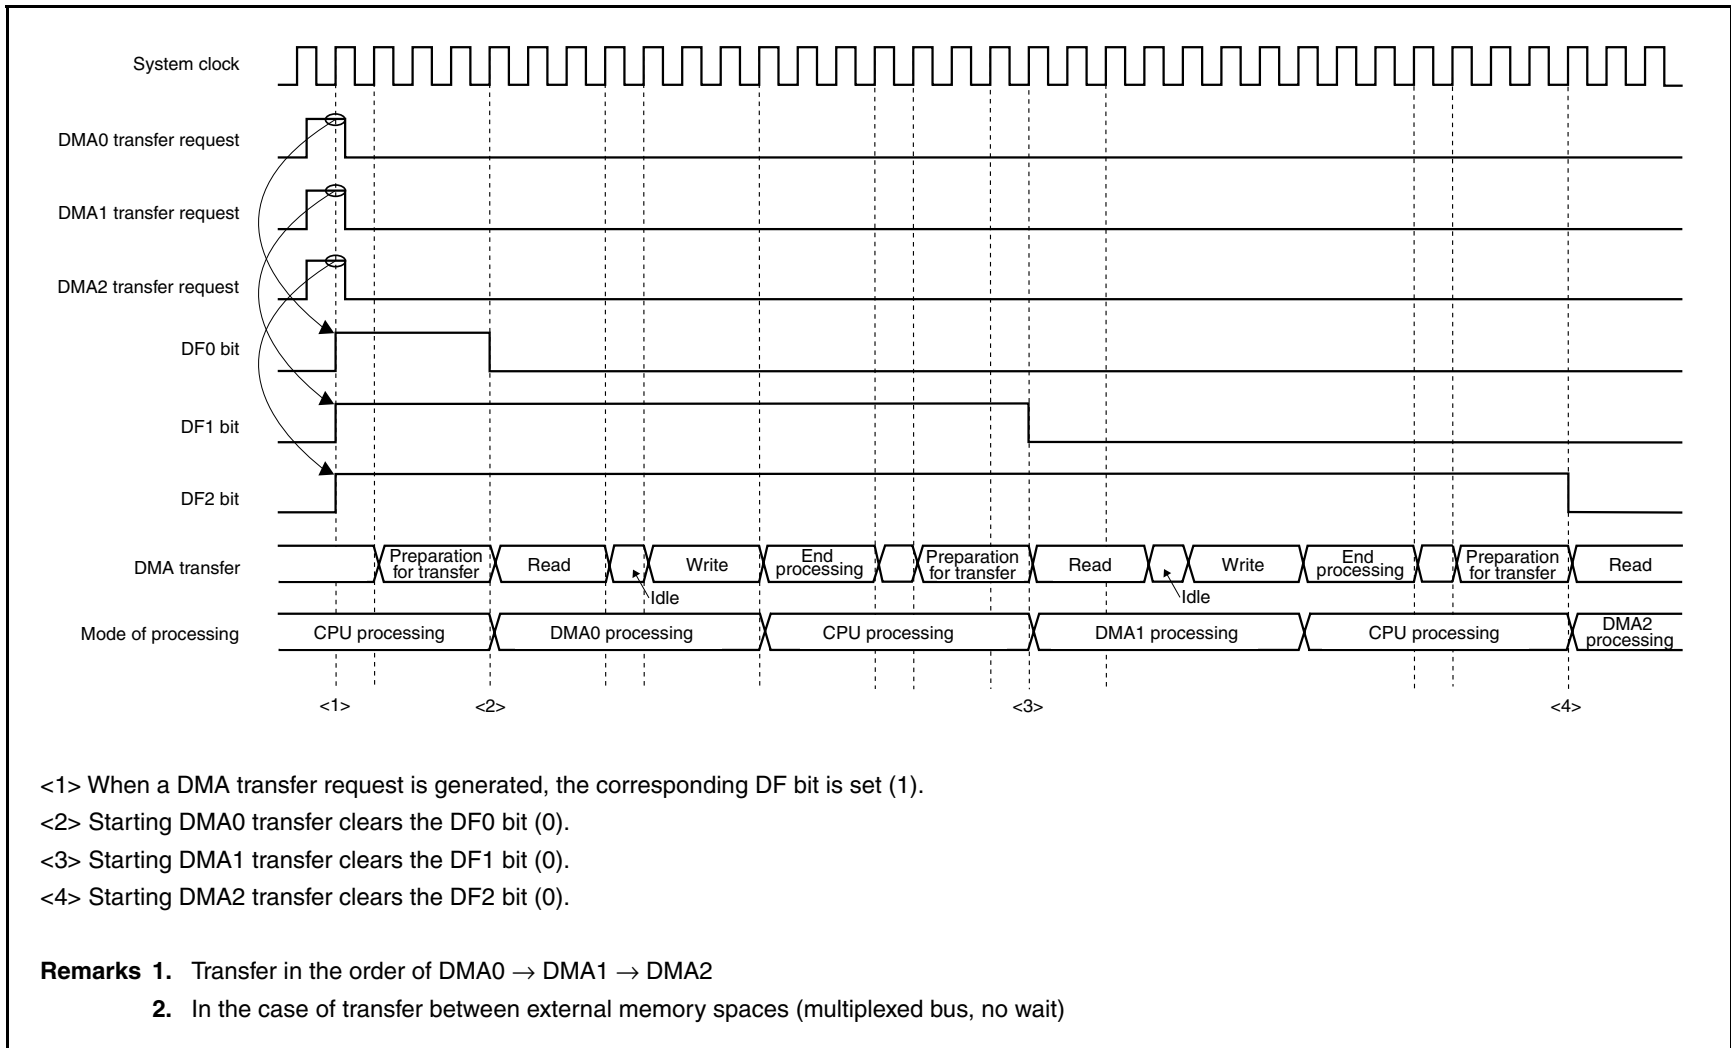 System clock
DMA0 transfer request
DMA1 transfer request
DMA2 transfer request
DF0 bit
DF1 bit
DF2 bit
DMA transfer
Preparation for transfer
Read
Idle
Write
End processing
Preparation for transfer
Read
Idle
Write
End processing
Preparation for transfer
Read
Mode of processing
CPU processing
DMA0 processing
CPU processing
DMA1 processing
CPU processing
DMA2 processing
<1> <2> <3> <4>
<1> When a DMA transfer request is generated, the corresponding DF bit is set (1).
<2> Starting DMA0 transfer clears the DF0 bit (0).
<3> Starting DMA1 transfer clears the DF1 bit (0).
<4> Starting DMA2 transfer clears the DF2 bit (0).
Remarks 1. Transfer in the order of DMA0 → DMA1 → DMA2
2. In the case of transfer between external memory spaces (multiplexed bus, no wait)